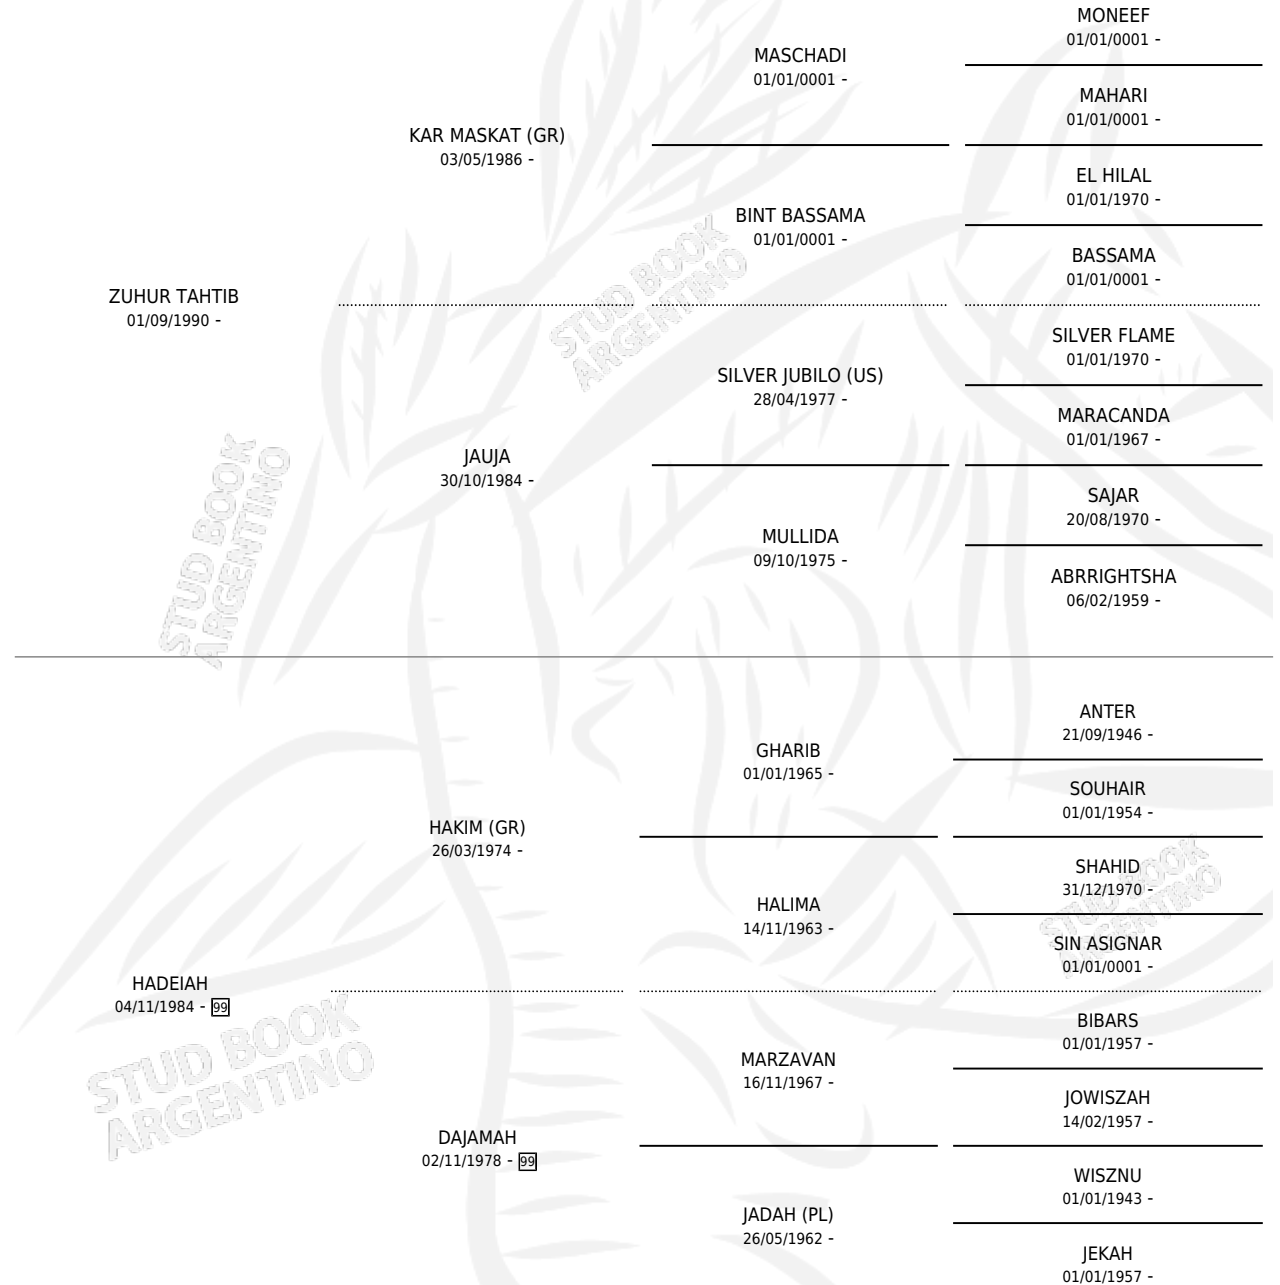 MONEEF
01/01/0001 -
MASCHADI
01/01/0001 -
MAHARI
01/01/0001 -
KAR MASKAT (GR)
03/05/1986 -
EL HILAL
01/01/1970 -
BINT BASSAMA
01/01/0001 -
BASSAMA
01/01/0001 -
ZUHUR TAHTIB
01/09/1990 -
SILVER FLAME
01/01/1970 -
SILVER JUBILO (US)
28/04/1977 -
MARACANDA
01/01/1967 -
JAUJA
30/10/1984 -
SAJAR
20/08/1970 -
MULLIDA
09/10/1975 -
ABRRIGHTSHA
06/02/1959 -
ANTER
21/09/1946 -
GHARIB
01/01/1965 -
SOUHAIR
01/01/1954 -
HAKIM (GR)
26/03/1974 -
SHAHID
31/12/1970 -
HALIMA
14/11/1963 -
SIN ASIGNAR
01/01/0001 -
HADEIAH
04/11/1984 - 99
BIBARS
01/01/1957 -
MARZAVAN
16/11/1967 -
JOWISZAH
14/02/1957 -
DAJAMAH
02/11/1978 - 99
WISZNU
01/01/1943 -
JADAH (PL)
26/05/1962 -
JEKAH
01/01/1957 -
STUD BOOK
ARGENTINO
STUD BOOK
ARGENTINO
STUD BOOK
ARGENTINO
STUD BOOK
ARGENTINO